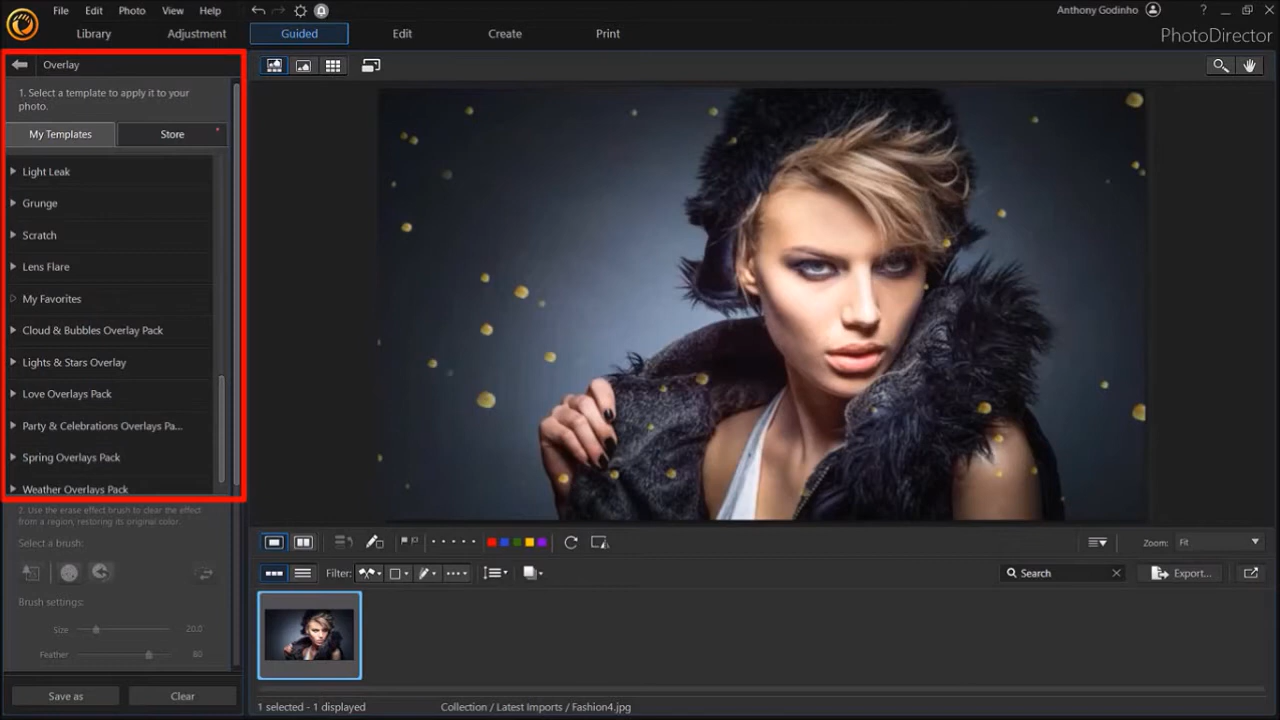 File Edit Photo View Help
Anthony Godinho
?
Library Adjustment Guided Edit Create Print
PhotoDirector
Overlay
1. Select a template to apply it to your
photo.
My Templates Store
Light Leak
Grunge
Scratch
Lens Flare
My Favorites
Cloud & Bubbles Overlay Pack
Lights & Stars Overlay
Love Overlays Pack
Party & Celebrations Overlays Pa...
Spring Overlays Pack
Weather Overlays Pack
2. Use the erase effect brush to clear the effect
from a region, restoring its original color.
Select a brush:
Brush settings:
Size 20.0
Feather 80
Save as Clear
Zoom: Fit
Filter:
Search
Export...
1 selected - 1 displayed
Collection / Latest Imports / Fashion4.jpg